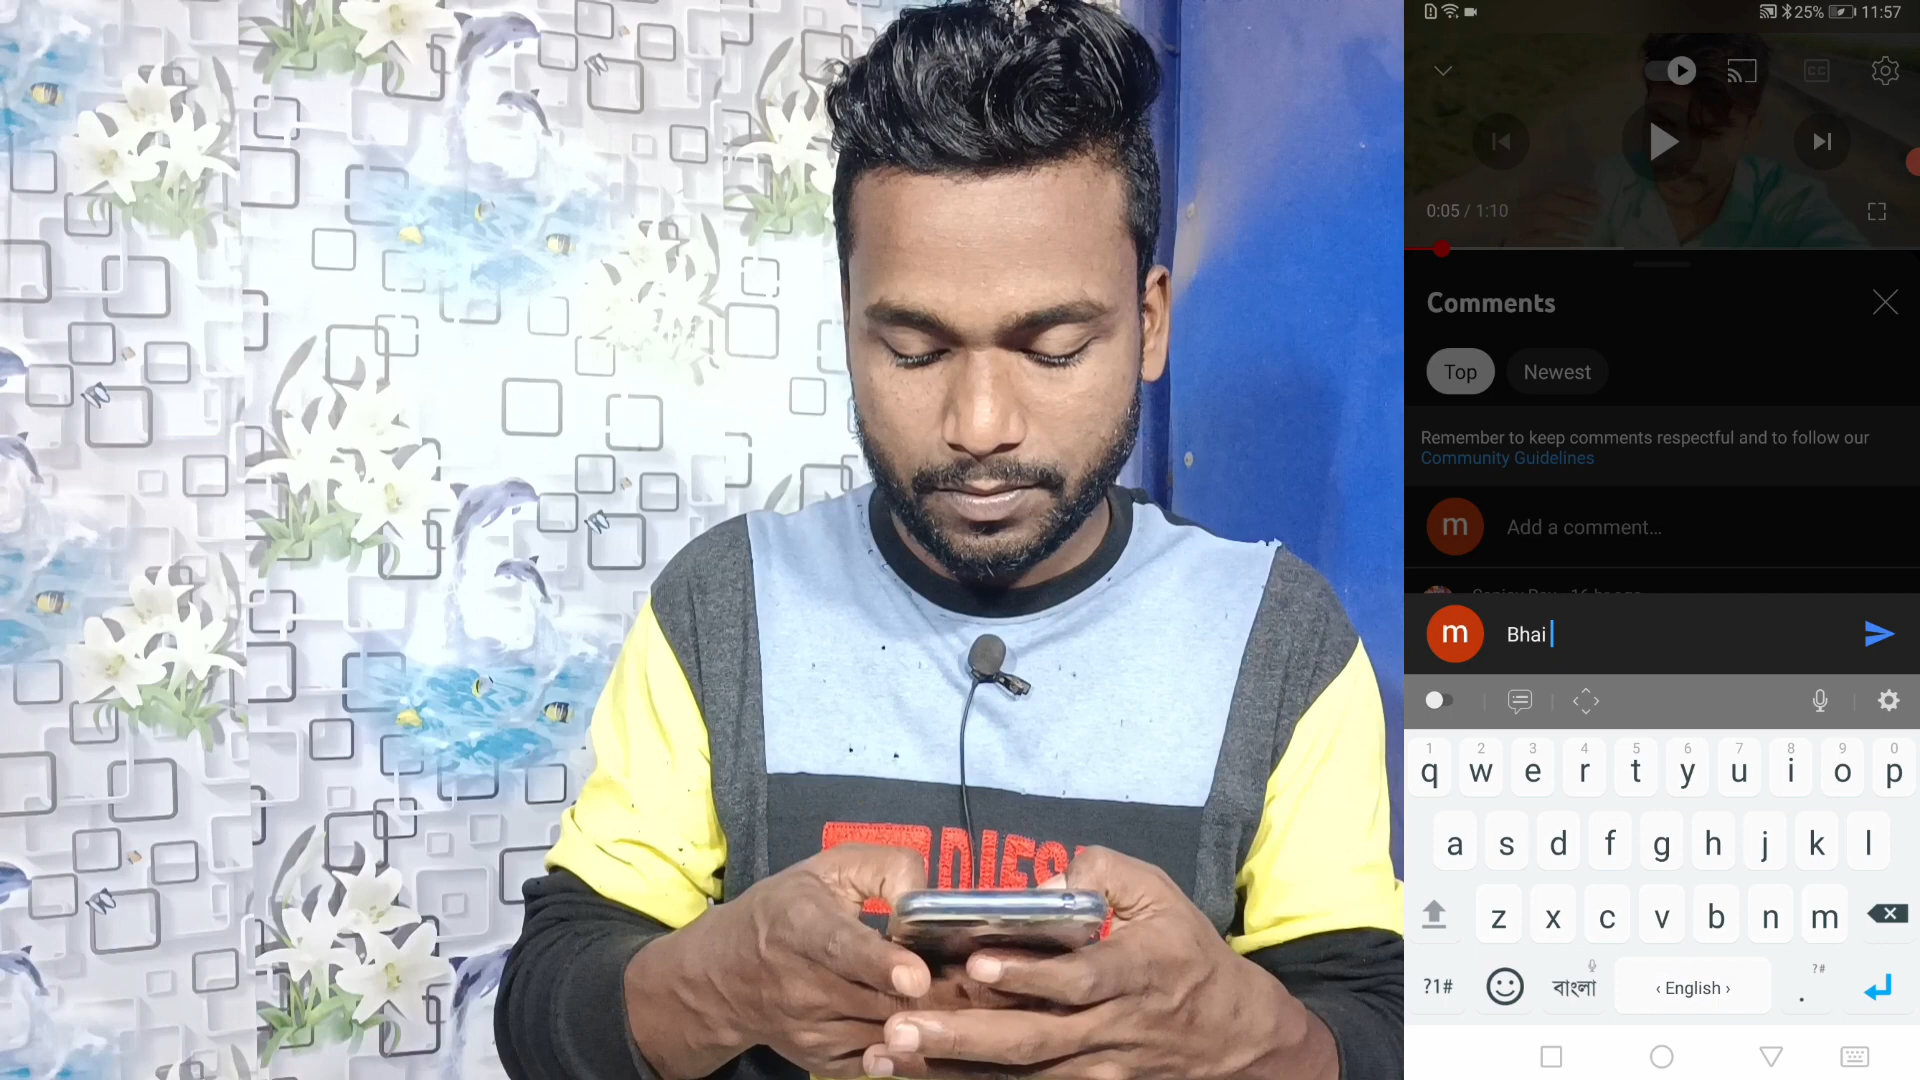 25% 11:57
CC
0:05 / 1:10
Comments
Top Newest
Remember to keep comments respectful and to follow our
Community Guidelines
m Add a comment...
m Bhai
1 2 3 4 5 6 7 8 9 0
q w e r t y u i o p
a s d f g h j k l
z x c v b n m
?#
?1# বাংলা ‹ English › .